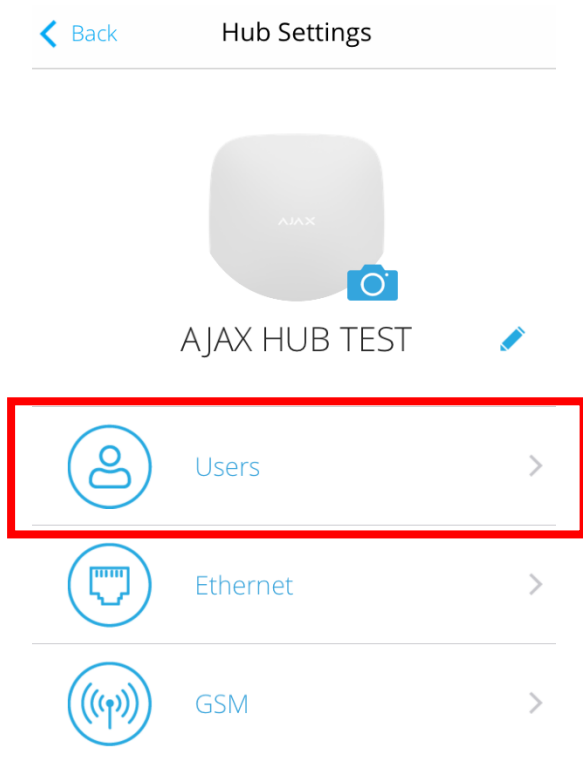 Back Hub Settings
AJAX
AJAX HUB TEST
Users
Ethernet
GSM